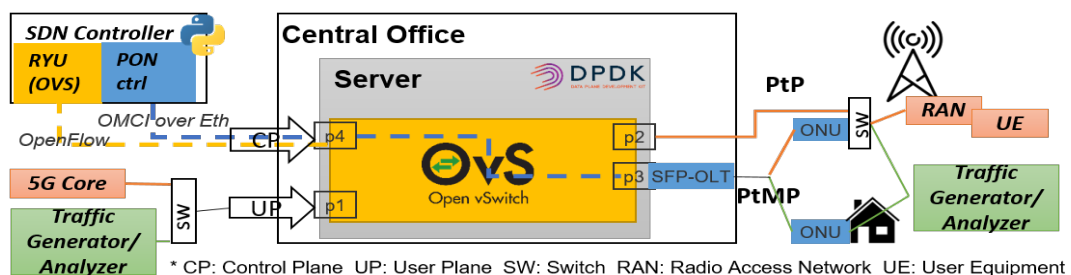 SDN Controller
RYU
(OVS)
PON
ctrl
OpenFlow
OMCI over Eth
CP
5G Core
Traffic
Generator/
Analyzer
SW
UP
Central Office
Server
DPDK
DATA PLANE DEVELOPMENT KIT
p4
p1
OvS
Open vSwitch
p2
p3
SFP-OLT
PtP
PtMP
ONU
SW
RAN
UE
ONU
Traffic
Generator/
Analyzer
* CP: Control Plane UP: User Plane SW: Switch RAN: Radio Access Network UE: User Equipment